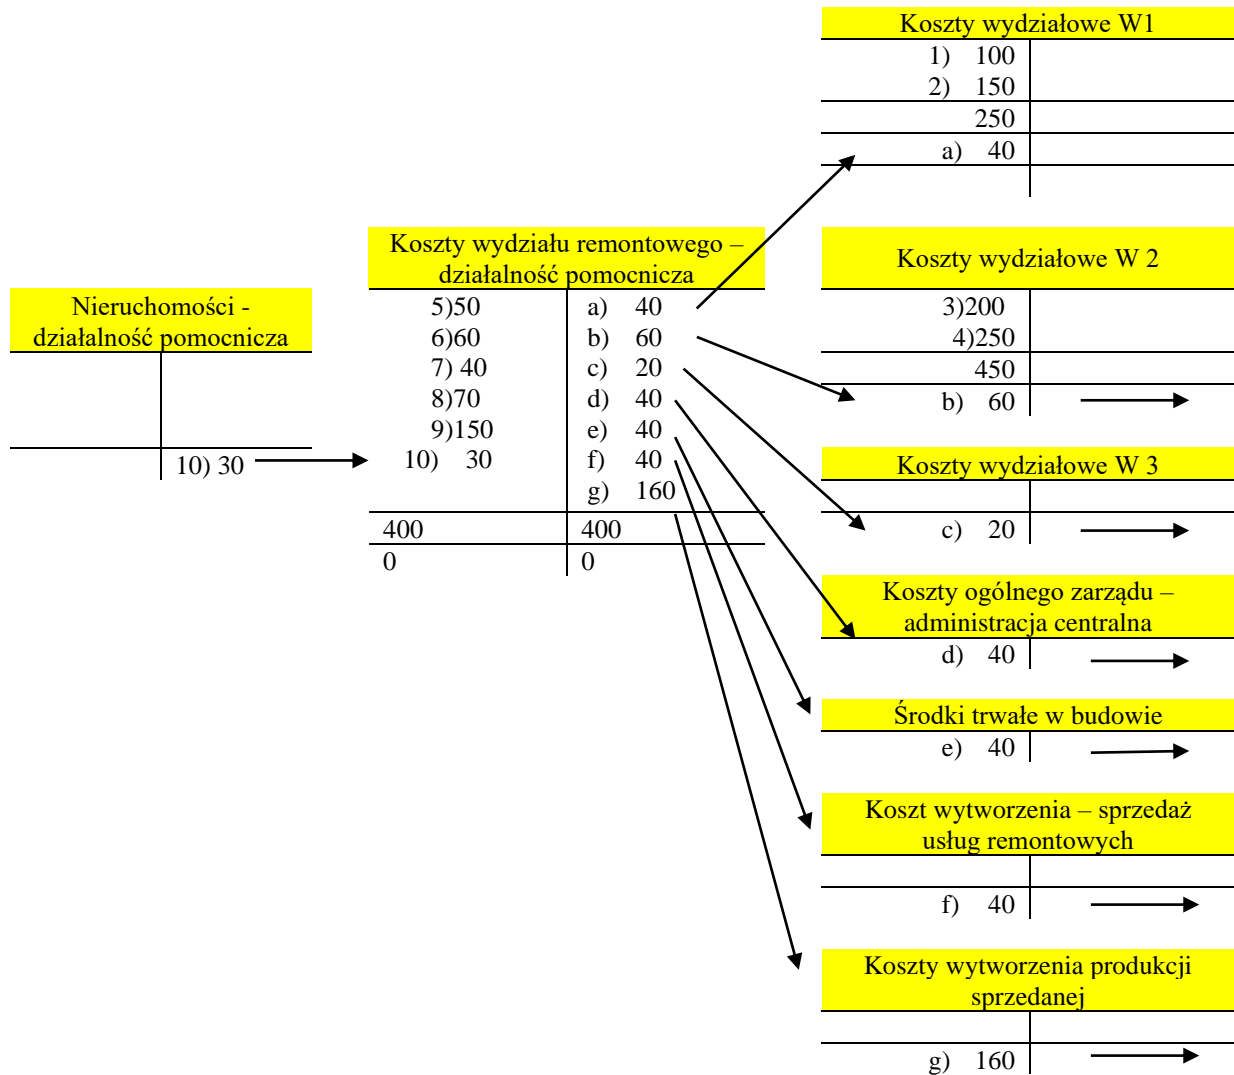 Koszty wydziałowe W1
1) 100
2) 150
250
a) 40
Koszty wydziału remontowego –
działalność pomocnicza
5)50 a) 40
6)60 b) 60
7) 40 c) 20
8)70 d) 40
9)150 e) 40
10) 30 f) 40
g) 160
400 400
0 0
Koszty wydziałowe W 2
3)200
4)250
450
b) 60
Nieruchomości -
działalność pomocnicza
10) 30
Koszty wydziałowe W 3
c) 20
Koszty ogólnego zarządu –
administracja centralna
d) 40
Środki trwałe w budowie
e) 40
Koszt wytworzenia – sprzedaż
usług remontowych
f) 40
Koszty wytworzenia produkcji
sprzedanej
g) 160